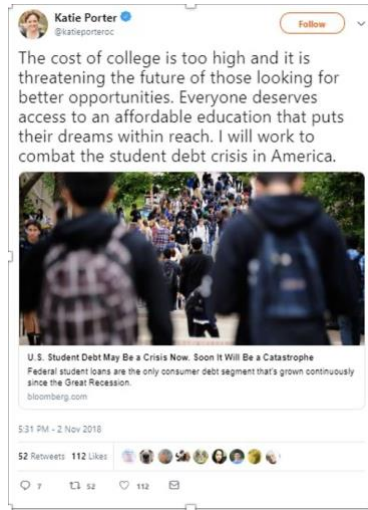 Katie Porter
@katieporteroc
Follow
The cost of college is too high and it is
threatening the future of those looking for
better opportunities. Everyone deserves
access to an affordable education that puts
their dreams within reach. I will work to
combat the student debt crisis in America.
U.S. Student Debt May Be a Crisis Now. Soon It Will Be a Catastrophe
Federal student loans are the only consumer debt segment that's grown continuously
since the Great Recession.
bloomberg.com
5:31 PM - 2 Nov 2018
52 Retweets 112 Likes
7 52 112